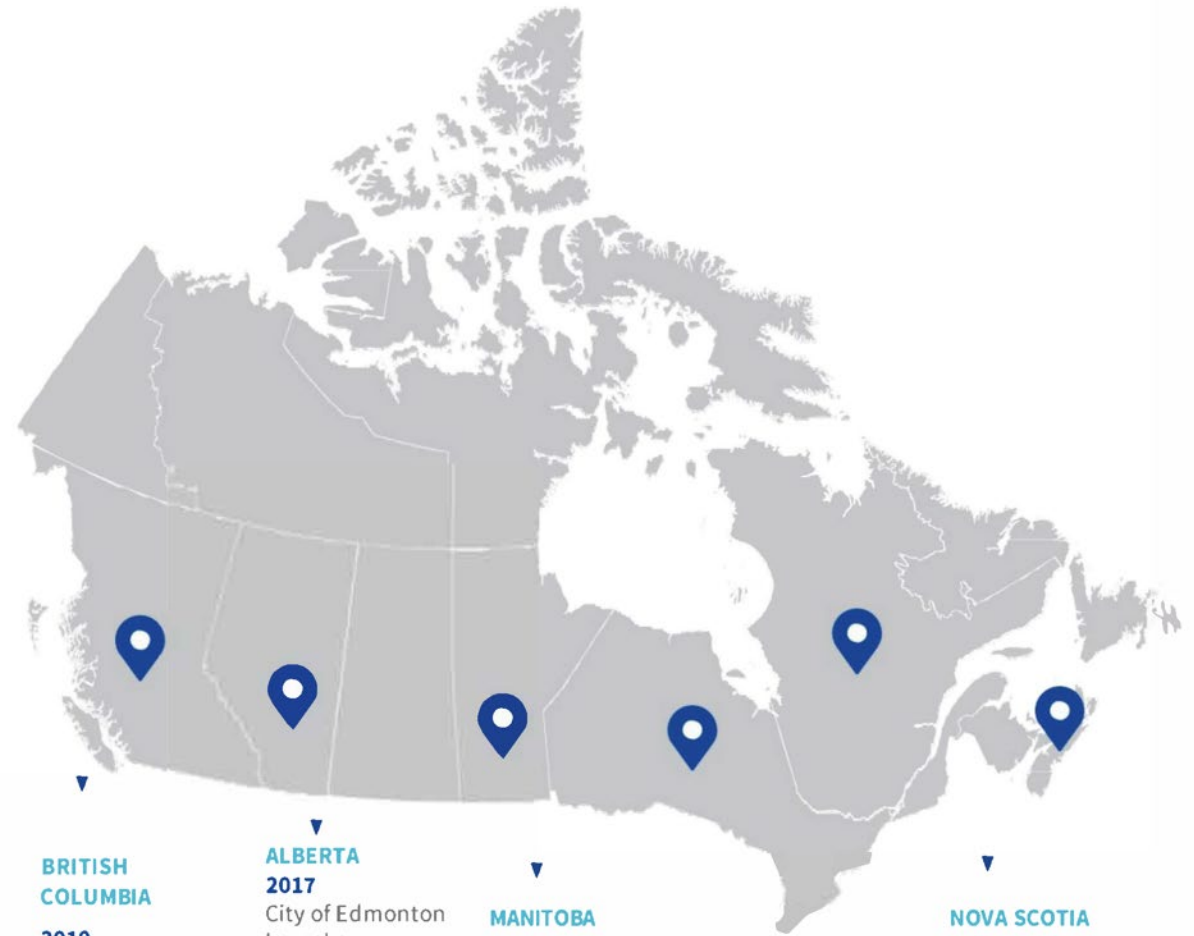 BRITISH
COLUMBIA
ALBERTA
2017
City of Edmonton
MANITOBA
NOVA SCOTIA